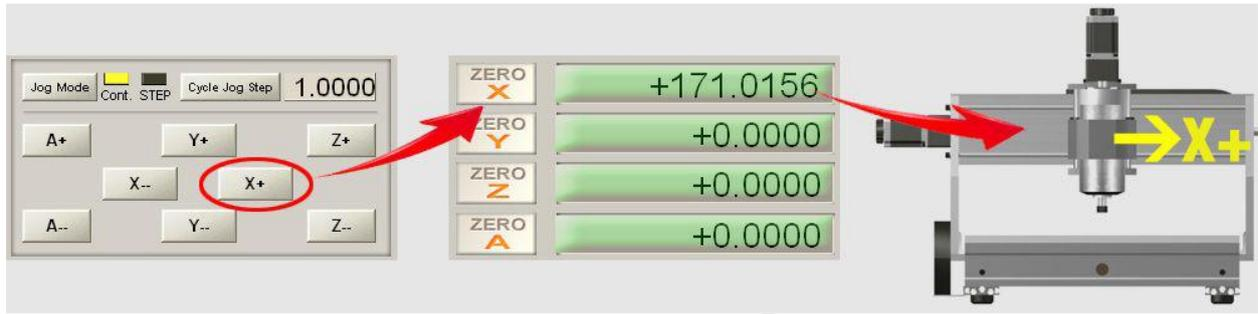 Jog Mode Cont. STEP Cycle Jog Step 1.0000
A+ Y+ Z+
X-- X+
A-- Y-- Z--
ZERO X +171.0156
ZERO Y +0.0000
ZERO Z +0.0000
ZERO A +0.0000
X+